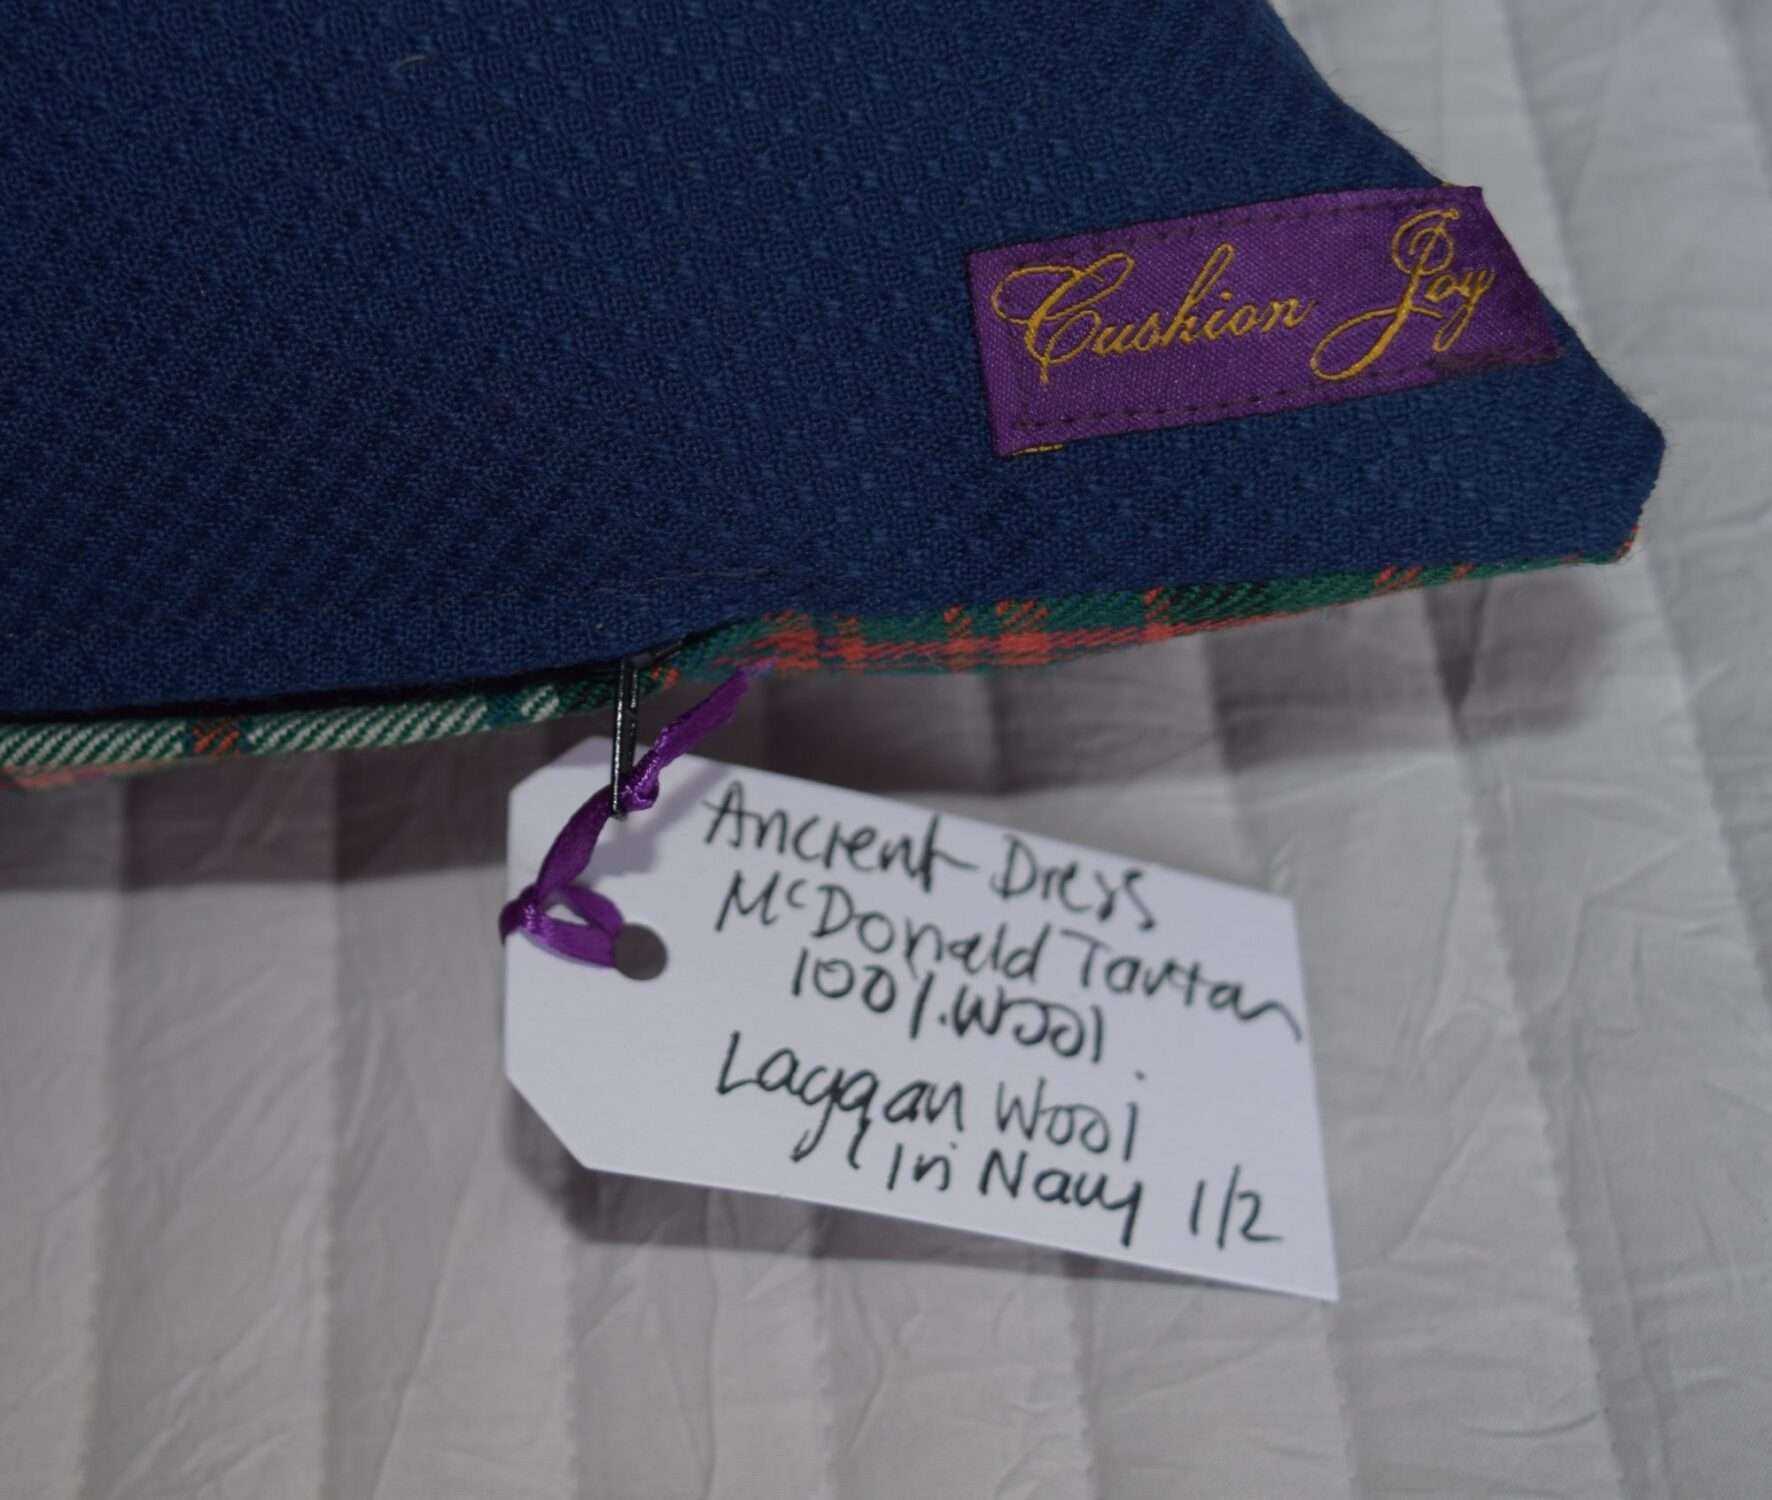 Cushion Joy
Ancient Dress
McDonald Tartan
100%.Wool.
Laggan Wool
in Navy 1/2